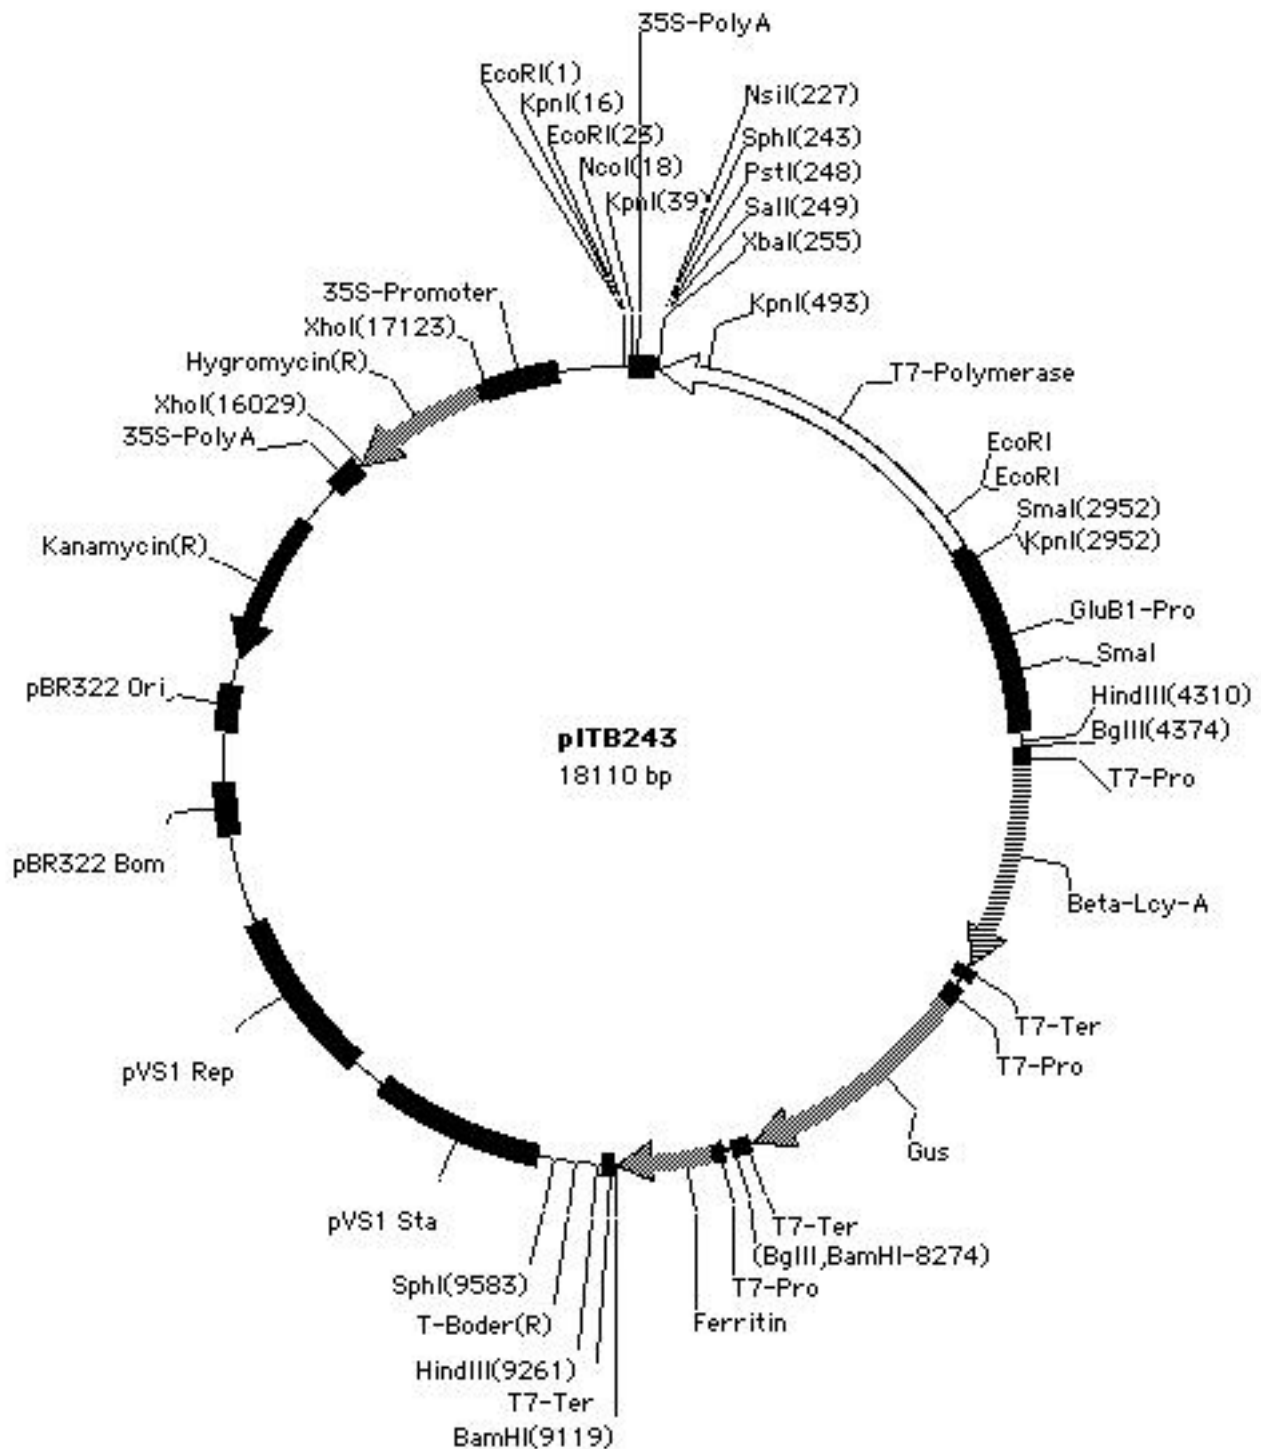 35S-PolyA
EcoRI(1)
KpnI(16)
EcoRI(23)
NcoI(18)
KpnI(39)
NsiI(227)
SphI(243)
PstI(248)
SalI(249)
XbaI(255)
KpnI(493)
35S-Promoter
XhoI(17123)
Hygromycin(R)
XhoI(16029)
35S-PolyA
T7-Polymerase
EcoRI
EcoRI
SmaI(2952)
KpnI(2952)
Kanamycin(R)
GluB1-Pro
SmaI
pBR322 Ori
HindIII(4310)
BglII(4374)
T7-Pro
pITB243
18110 bp
pBR322 Bom
Beta-Lcy-A
T7-Ter
T7-Pro
pVS1 Rep
Gus
pVS1 Sta
T7-Ter
(BglII,BamHI-8274)
T7-Pro
Ferritin
SphI(9583)
T-Boder(R)
HindIII(9261)
T7-Ter
BamHI(9119)